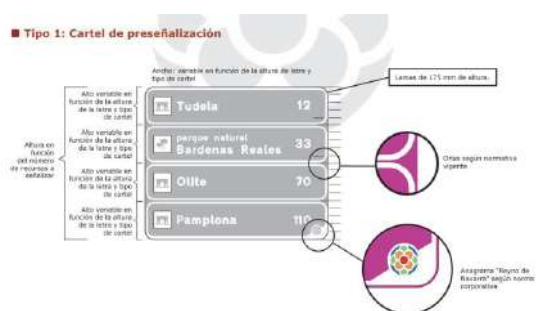 Tipo 1: Cartel de preseñalización
Ancho: variable en función de la altura de letra y
tipo de cartel
Lamas de 175 mm de altura.
Alto variable en
función de la altura
de la letra y tipo
de cartel
Tudela 12
Alto variable en
función de la altura
de la letra y tipo
de cartel
parque natural
Bardenas Reales 33
Altura en
función
del número
de recursos a
señalizar
Orlas según normativa
vigente
Alto variable en
función de la altura
de la letra y tipo
de cartel
Olite 70
Alto variable en
función de la altura
de la letra y tipo
de cartel
Pamplona 110
Anagrama "Reyno de
Navarra" según norma
corporativa